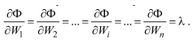 ∂Φ/∂W₁ = ∂Φ/∂W₂ = ... = ∂Φ/∂Wᵢ = ... = ∂Φ/∂Wₙ = λ .